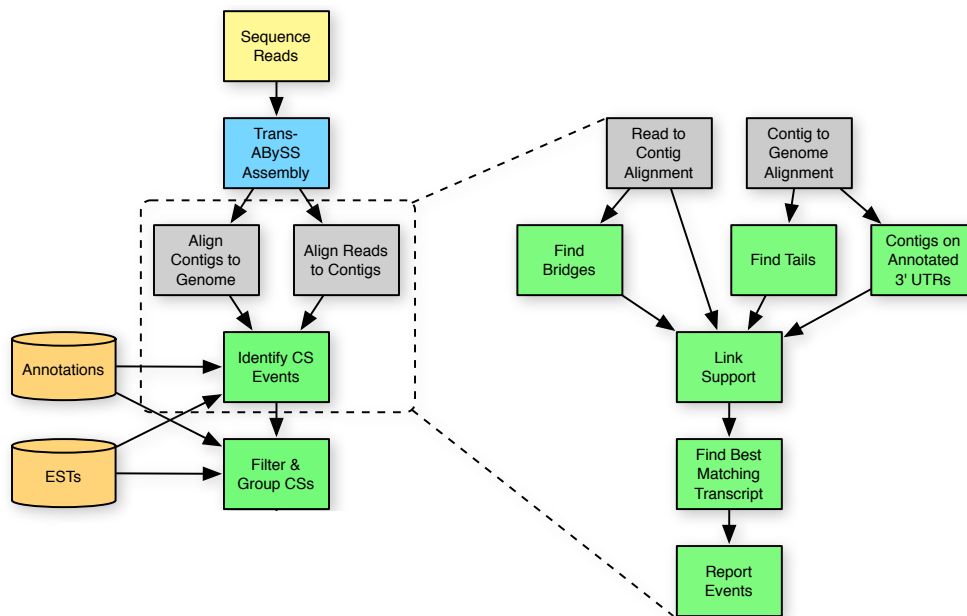 Sequence
Reads
Trans-
ABySS
Assembly
Align
Contigs to
Genome
Align Reads
to Contigs
Annotations
Identify CS
Events
ESTs
Filter &
Group CSs
Read to
Contig
Alignment
Contig to
Genome
Alignment
Find
Bridges
Find Tails
Contigs on
Annotated
3' UTRs
Link
Support
Find Best
Matching
Transcript
Report
Events